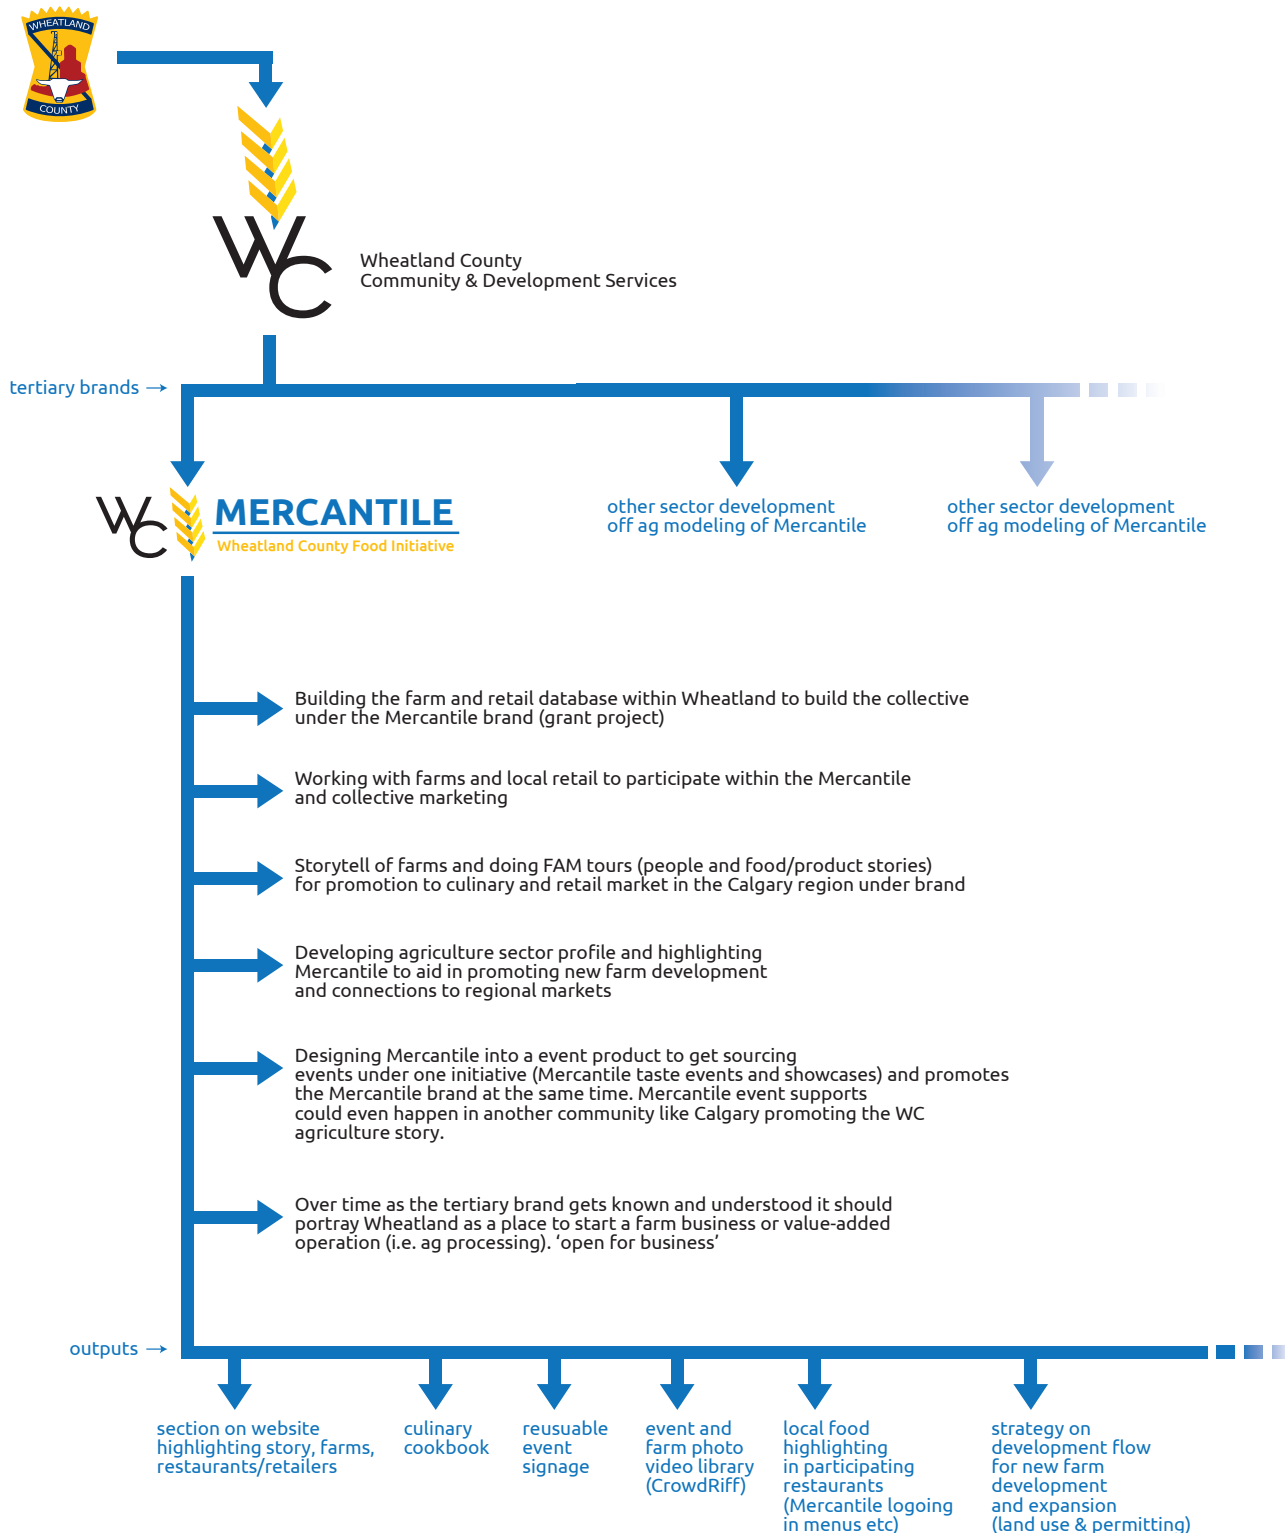 WHEATLAND
COUNTY
WC
Wheatland County
Community & Development Services
tertiary brands →
WC
MERCANTILE
Wheatland County Food Initiative
other sector development
off ag modeling of Mercantile
other sector development
off ag modeling of Mercantile
Building the farm and retail database within Wheatland to build the collective
under the Mercantile brand (grant project)
Working with farms and local retail to participate within the Mercantile
and collective marketing
Storytell of farms and doing FAM tours (people and food/product stories)
for promotion to culinary and retail market in the Calgary region under brand
Developing agriculture sector profile and highlighting
Mercantile to aid in promoting new farm development
and connections to regional markets
Designing Mercantile into a event product to get sourcing
events under one initiative (Mercantile taste events and showcases) and promotes
the Mercantile brand at the same time. Mercantile event supports
could even happen in another community like Calgary promoting the WC
agriculture story.
Over time as the tertiary brand gets known and understood it should
portray Wheatland as a place to start a farm business or value-added
operation (i.e. ag processing). ‘open for business’
outputs →
section on website
highlighting story, farms,
restaurants/retailers
culinary
cookbook
reusuable
event
signage
event and
farm photo
video library
(CrowdRiff)
local food
highlighting
in participating
restaurants
(Mercantile logoing
in menus etc)
strategy on
development flow
for new farm
development
and expansion
(land use & permitting)